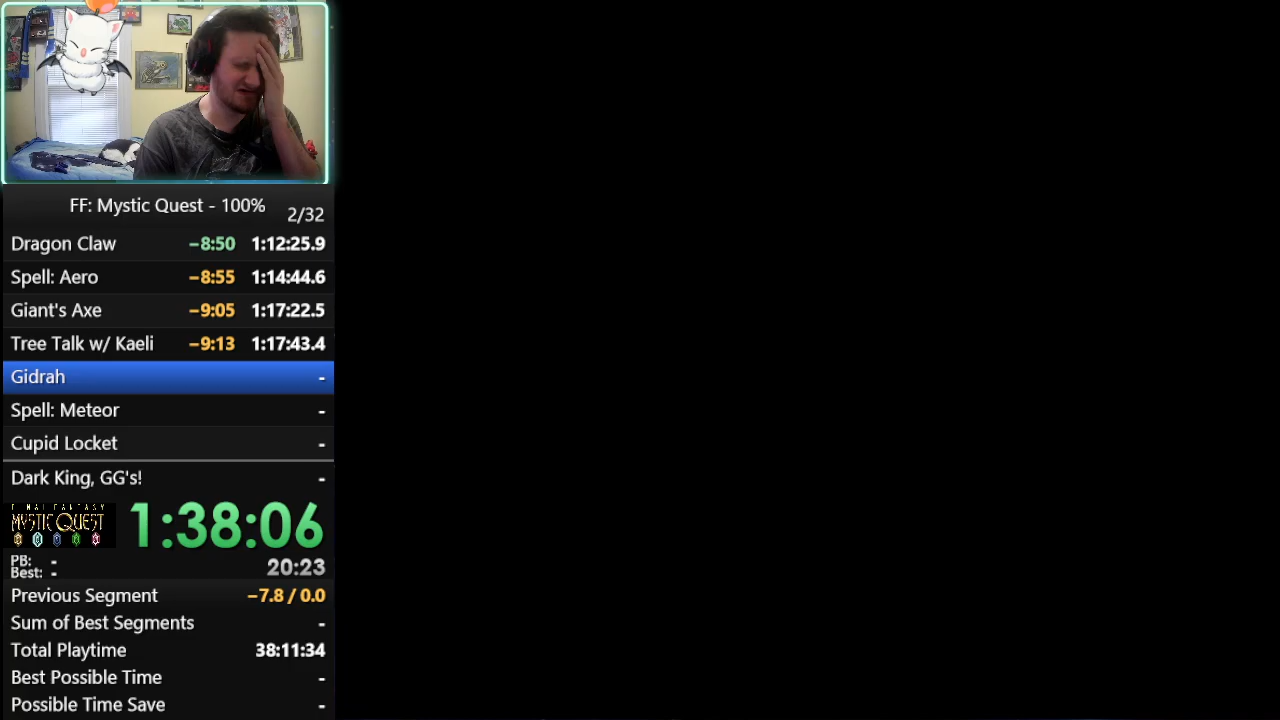 FF: Mystic Quest - 100%
2/32
Dragon Claw -8:50 1:12:25.9
Spell: Aero -8:55 1:14:44.6
Giant's Axe -9:05 1:17:22.5
Tree Talk w/ Kaeli -9:13 1:17:43.4
Gidrah -
Spell: Meteor -
Cupid Locket -
Dark King, GG's! -
FINAL FANTASY
MYSTIC QUEST
1:38:06
PB: -
Best: -
20:23
Previous Segment -7.8 / 0.0
Sum of Best Segments -
Total Playtime 38:11:34
Best Possible Time -
Possible Time Save -